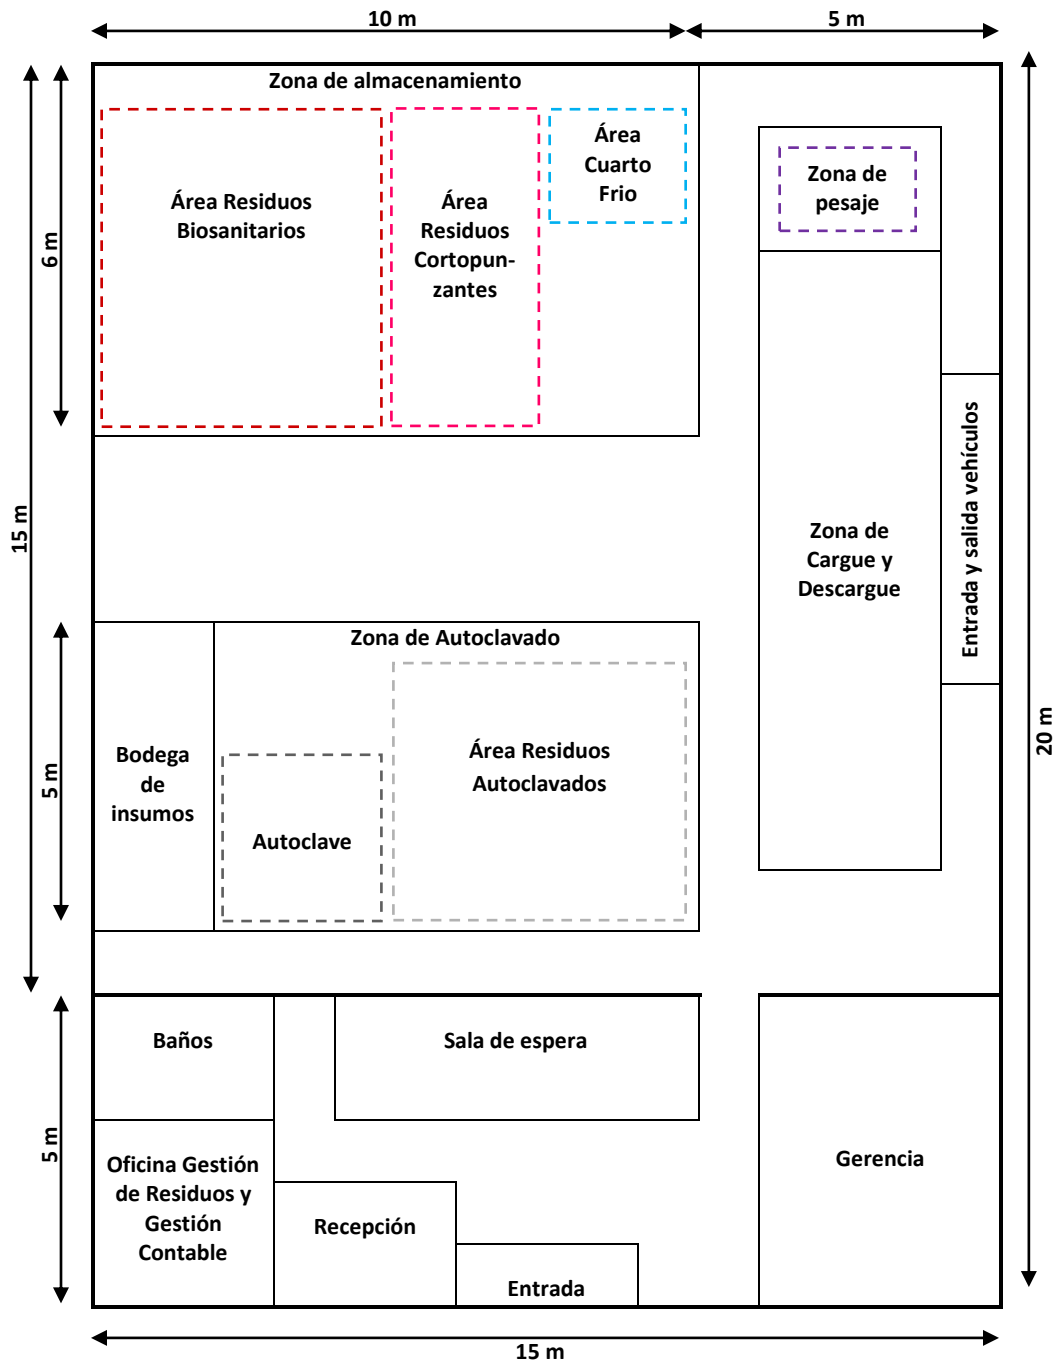 10 m
5 m
Zona de almacenamiento
Área Residuos
Biosanitarios
Área
Residuos
Cortopun-
zantes
Área
Cuarto
Frio
Zona de
pesaje
6 m
15 m
Zona de
Cargue y
Descargue
Entrada y salida vehículos
20 m
5 m
Bodega
de
insumos
Zona de Autoclavado
Autoclave
Área Residuos
Autoclavados
5 m
Baños
Sala de espera
Oficina Gestión
de Residuos y
Gestión
Contable
Recepción
Entrada
Gerencia
15 m